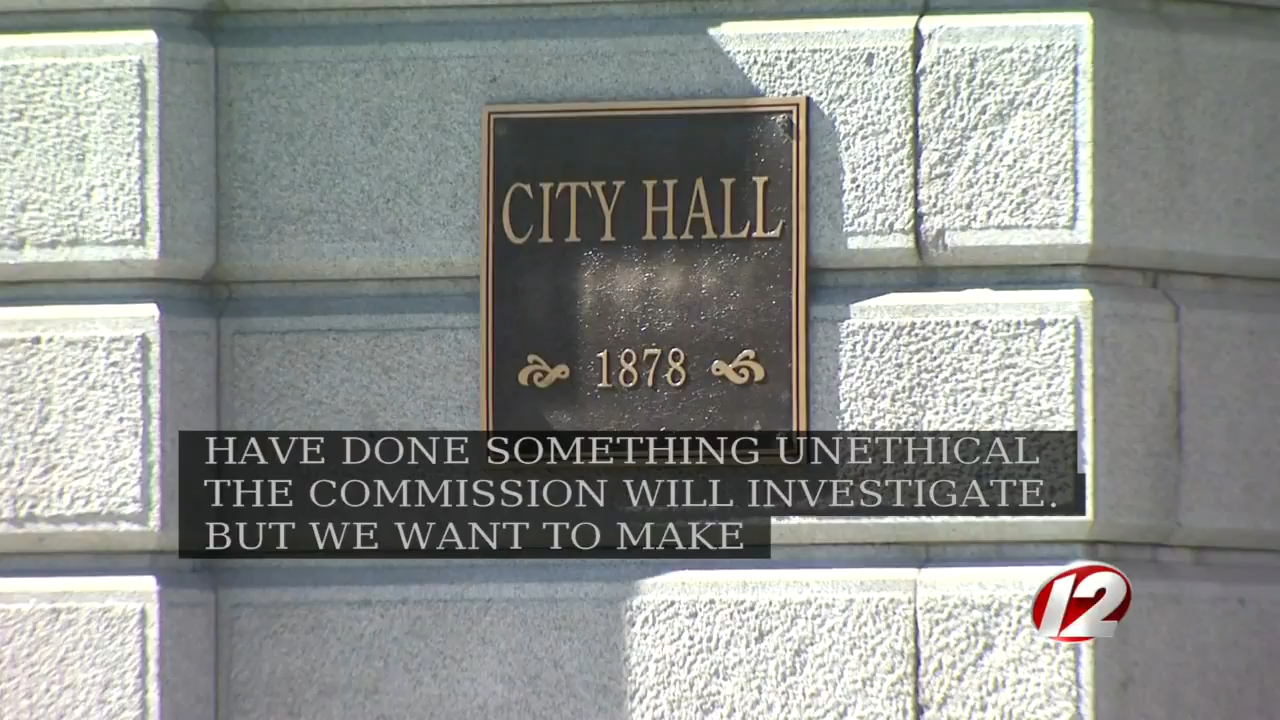 CITY HALL
1878
HAVE DONE SOMETHING UNETHICAL
THE COMMISSION WILL INVESTIGATE.
BUT WE WANT TO MAKE
12